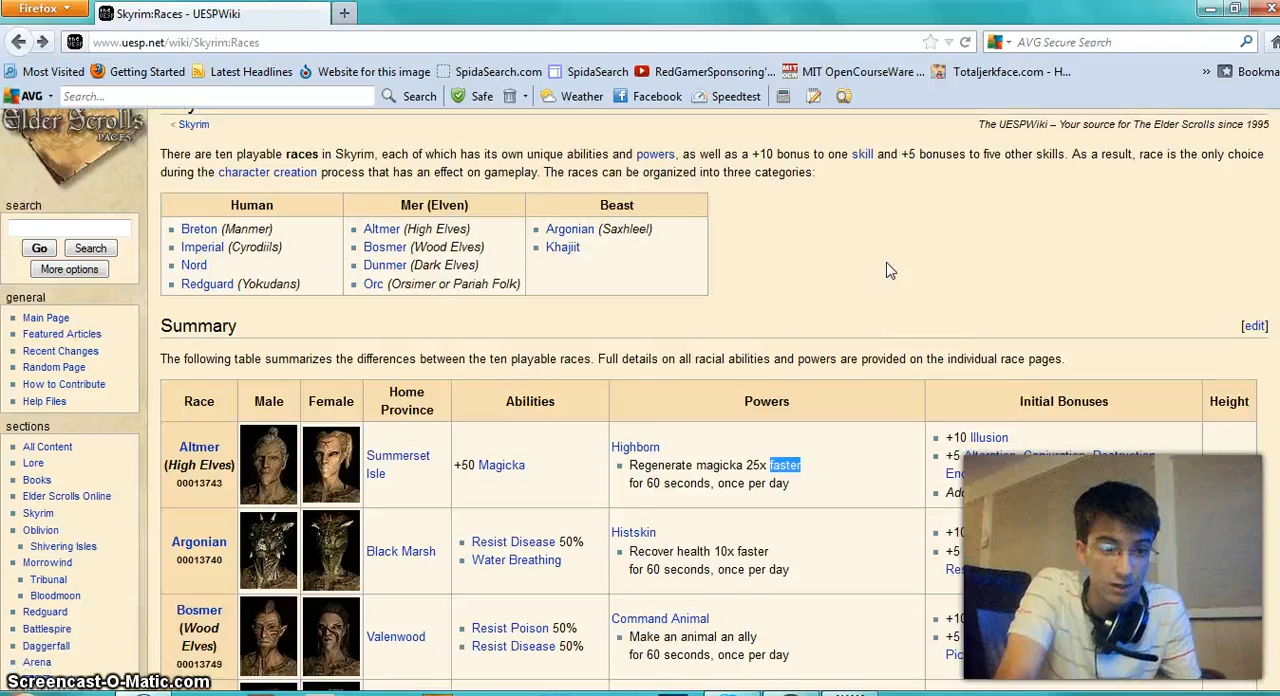 Firefox
Skyrim:Races - UESPWiki
www.uesp.net/wiki/Skyrim:Races
AVG Secure Search
Most Visited Getting Started Latest Headlines Website for this image SpidaSearch.com SpidaSearch RedGamerSponsoring'... MIT OpenCourseWare ... Totaljerkface.com - H... » Bookma
AVG Search... Search Safe Weather Facebook Speedtest
Elder Scrolls
PAGES
< Skyrim
The UESPWiki – Your source for The Elder Scrolls since 1995
There are ten playable races in Skyrim, each of which has its own unique abilities and powers, as well as a +10 bonus to one skill and +5 bonuses to five other skills. As a result, race is the only choice
during the character creation process that has an effect on gameplay. The races can be organized into three categories:
Human Mer (Elven) Beast
Breton (Manmer) Altmer (High Elves) Argonian (Saxhleel)
Imperial (Cyrodiils) Bosmer (Wood Elves) Khajiit
Nord Dunmer (Dark Elves)
Redguard (Yokudans) Orc (Orsimer or Pariah Folk)
search
Go Search
More options
general
Main Page
Featured Articles
Recent Changes
Random Page
How to Contribute
Help Files
sections
All Content
Lore
Books
Elder Scrolls Online
Skyrim
Oblivion
Shivering Isles
Morrowind
Tribunal
Bloodmoon
Redguard
Battlespire
Daggerfall
Arena
Summary
[edit]
The following table summarizes the differences between the ten playable races. Full details on all racial abilities and powers are provided on the individual race pages.
Race Male Female Home Province Abilities Powers Initial Bonuses Height
Altmer
(High Elves)
00013743
Summerset
Isle
+50 Magicka
Highborn
Regenerate magicka 25x faster
for 60 seconds, once per day
+10 Illusion
+5 Alteration, Conjuration, Destruction
Argonian
00013740
Black Marsh
Resist Disease 50%
Water Breathing
Histskin
Recover health 10x faster
for 60 seconds, once per day
+10
+5
Bosmer
(Wood
Elves)
00013749
Valenwood
Resist Poison 50%
Resist Disease 50%
Command Animal
Make an animal an ally
for 60 seconds, once per day
+10
+5
Screencast-O-Matic.com